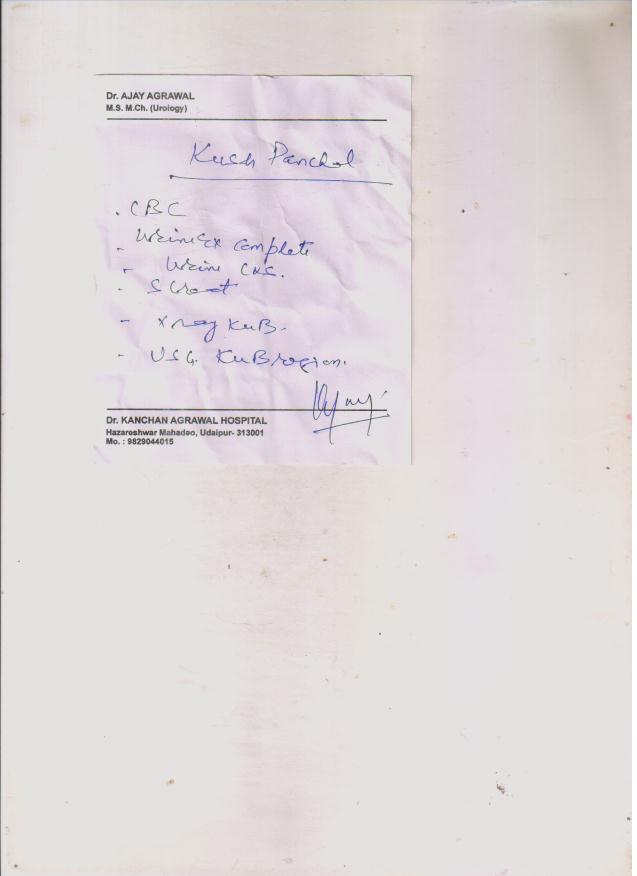 Dr. AJAY AGRAWAL
M.S. M.Ch. (Urology)
Kush Panchal
. CBC
- Urine Ex Complete
- Urine C&S.
- S Creat
- X ray KUB.
- USG. KUB region.
Ajay
Dr. KANCHAN AGRAWAL HOSPITAL
Hazareshwar Mahadeo, Udaipur- 313001
Mo. : 9829044015